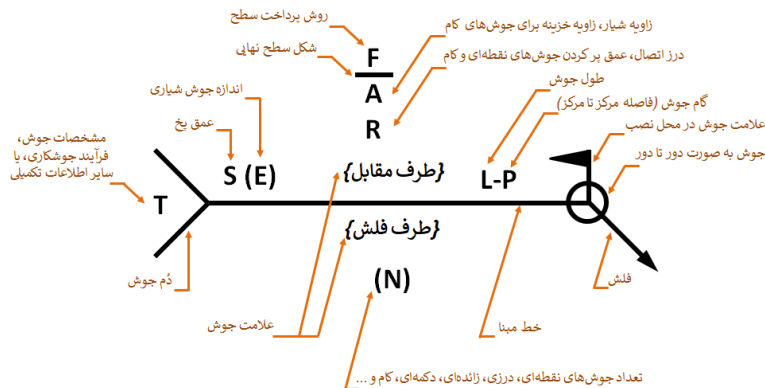 روش پرداخت سطح
زاویه شیار، زاویه خزینه برای جوش‌های کام
شکل سطح نهایی
F
درز اتصال، عمق پر کردن جوش‌های نقطه‌ای و کام
A
طول جوش
اندازه جوش شیاری
گام جوش (فاصله مرکز تا مرکز)
R
عمق پخ
علامت جوش در محل نصب
مشخصات جوش،
فرآیند جوشکاری، یا
سایر اطلاعات تکمیلی
جوش به صورت دور تا دور
S (E)
{طرف مقابل}
L-P
T
{طرف فلش}
دُم جوش
(N)
فلش
علامت جوش
خط مبنا
تعداد جوش‌های نقطه‌ای، درزی، زائده‌ای، دکمه‌ای، کام و ...